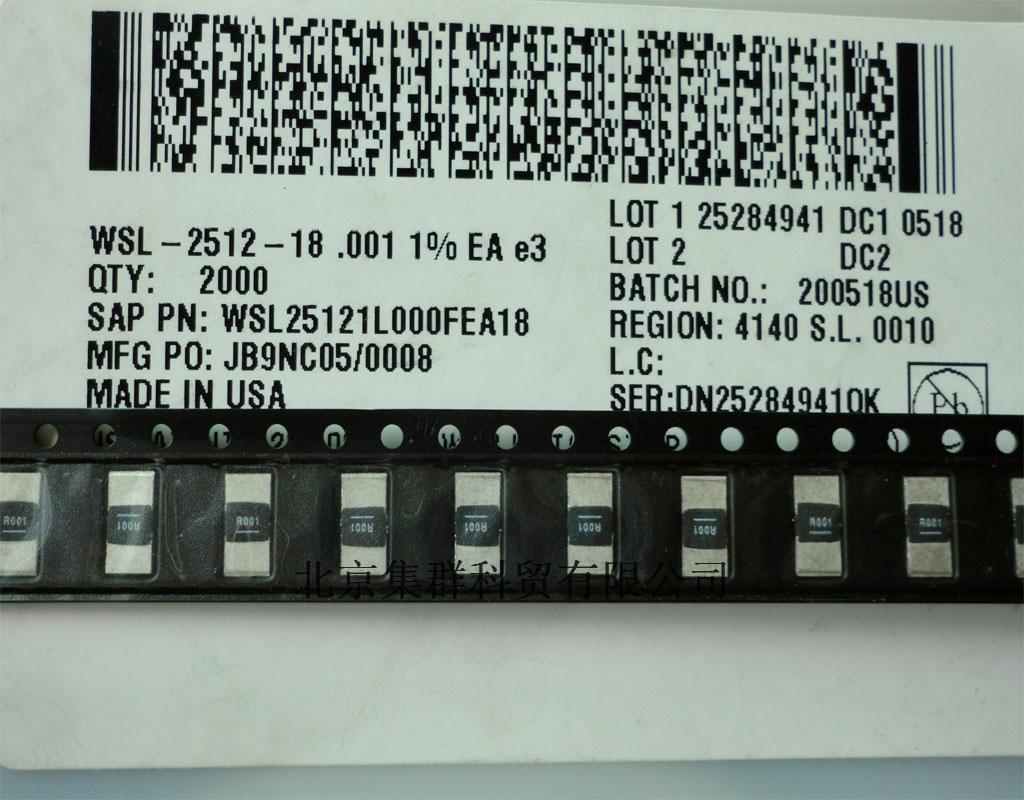 WSL-2512-18 .001 1% EA e3
QTY: 2000
SAP PN: WSL25121L000FEA18
MFG PO: JB9NC05/0008
MADE IN USA
LOT 1 25284941 DC1 0518
LOT 2 DC2
BATCH NO.: 200518US
REGION: 4140 S.L. 0010
L.C:
SER:DN252849410K
Pb
R001
R001
R001
R001
R001
R001
R001
R001
R001
北京集群科贸有限公司